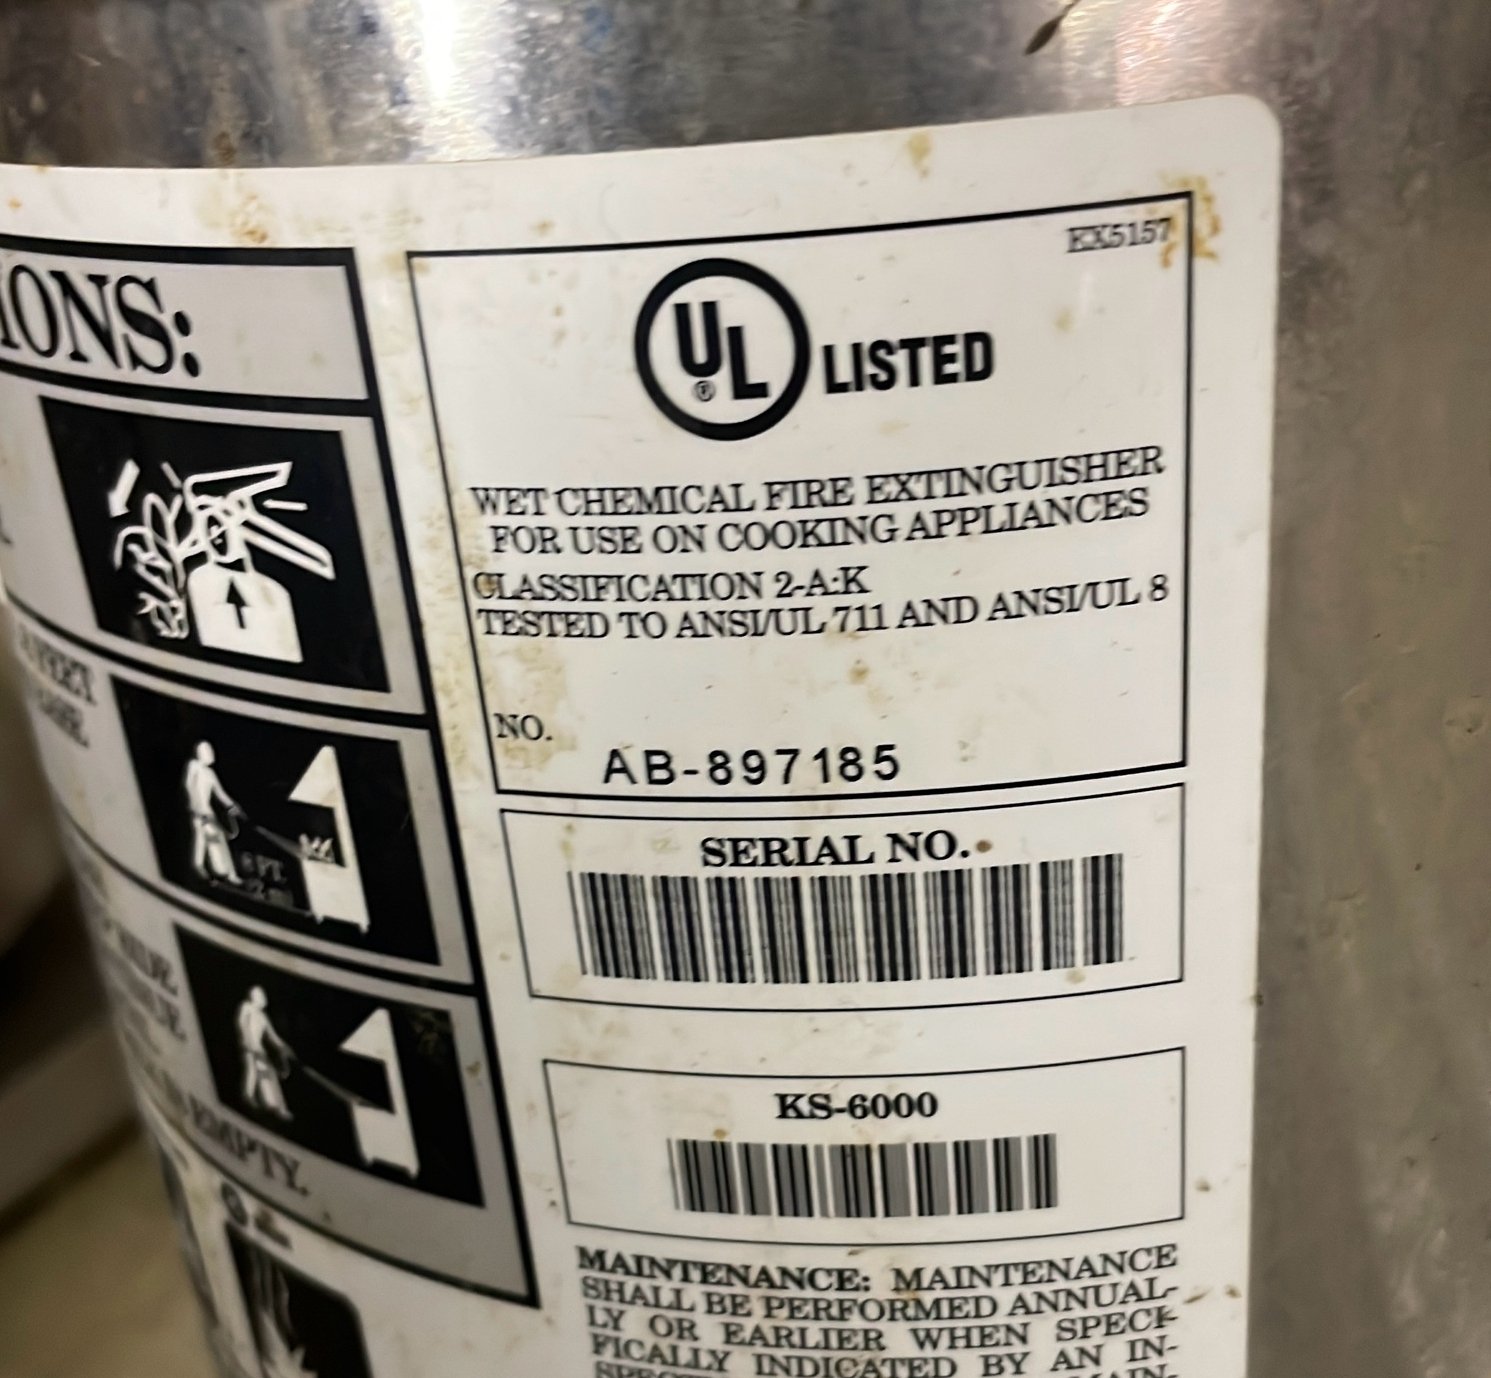 IONS:
EMPTY.
EX5157
UL
®
LISTED
WET CHEMICAL FIRE EXTINGUISHER
FOR USE ON COOKING APPLIANCES
CLASSIFICATION 2-A:K
TESTED TO ANSI/UL 711 AND ANSI/UL 8
NO.
AB-897185
SERIAL NO.
KS-6000
MAINTENANCE: MAINTENANCE
SHALL BE PERFORMED ANNUAL-
LY OR EARLIER WHEN SPECI-
FICALLY INDICATED BY AN IN-